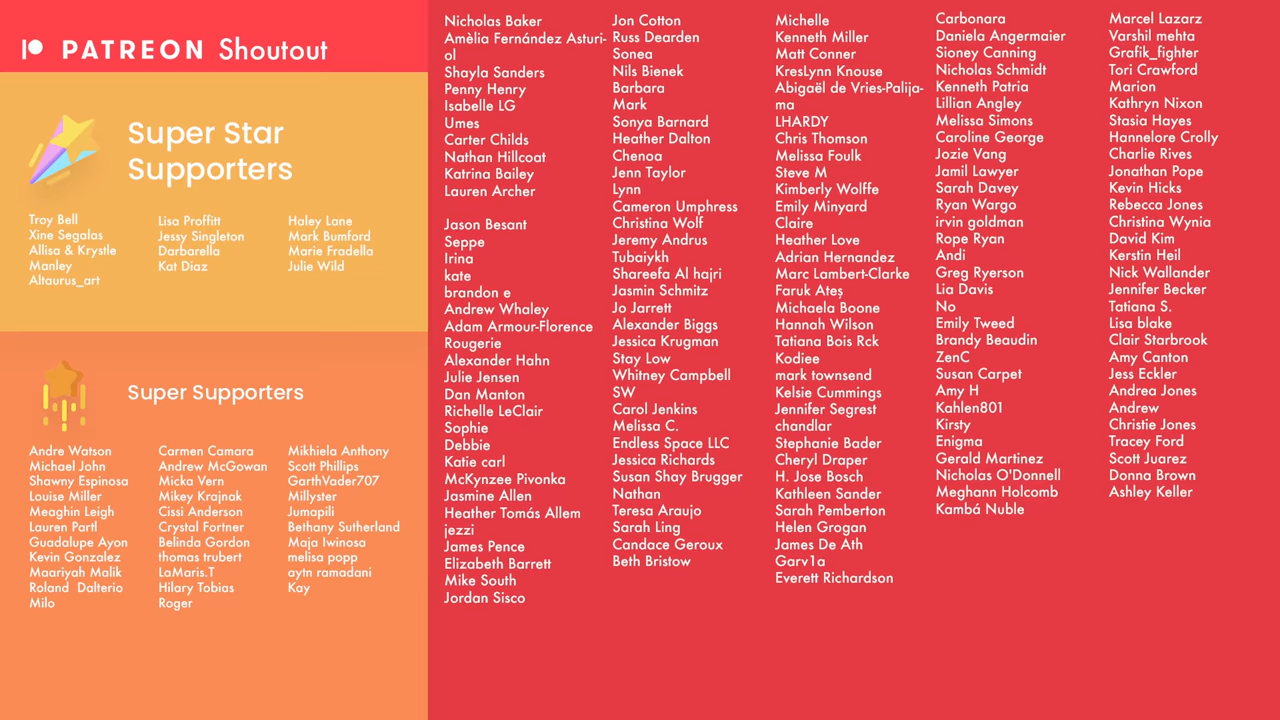 PATREON Shoutout
Super Star
Supporters
Troy Bell
Xine Segalas
Allisa & Krystle
Manley
Altaurus_art
Lisa Proffitt
Jessy Singleton
Darbarella
Kat Diaz
Haley Lane
Mark Bumford
Marie Fradella
Julie Wild
Super Supporters
Andre Watson
Michael John
Shawny Espinosa
Louise Miller
Meaghin Leigh
Lauren Partl
Guadalupe Ayon
Kevin Gonzalez
Maariyah Malik
Roland  Dalterio
Milo
Carmen Camara
Andrew McGowan
Micka Vern
Mikey Krajnak
Cissi Anderson
Crystal Fortner
Belinda Gordon
thomas trubert
LaMaris.T
Hilary Tobias
Roger
Mikhiela Anthony
Scott Phillips
GarthVader707
Millyster
Jumapili
Bethany Sutherland
Maja Iwinosa
melisa popp
aytn ramadani
Kay
Nicholas Baker
Amèlia Fernández Asturi-
ol
Shayla Sanders
Penny Henry
Isabelle LG
Umes
Carter Childs
Nathan Hillcoat
Katrina Bailey
Lauren Archer
Jason Besant
Seppe
Irina
kate
brandon e
Andrew Whaley
Adam Armour-Florence
Rougerie
Alexander Hahn
Julie Jensen
Dan Manton
Richelle LeClair
Sophie
Debbie
Katie carl
McKynzee Pivonka
Jasmine Allen
Heather Tomás Allem
jezzi
James Pence
Elizabeth Barrett
Mike South
Jordan Sisco
Jon Cotton
Russ Dearden
Sonea
Nils Bienek
Barbara
Mark
Sonya Barnard
Heather Dalton
Chenoa
Jenn Taylor
Lynn
Cameron Umphress
Christina Wolf
Jeremy Andrus
Tubaiykh
Shareefa Al hajri
Jasmin Schmitz
Jo Jarrett
Alexander Biggs
Jessica Krugman
Stay Low
Whitney Campbell
SW
Carol Jenkins
Melissa C.
Endless Space LLC
Jessica Richards
Susan Shay Brugger
Nathan
Teresa Araujo
Sarah Ling
Candace Geroux
Beth Bristow
Michelle
Kenneth Miller
Matt Conner
KresLynn Knouse
Abigaël de Vries-Palija-
ma
LHARDY
Chris Thomson
Melissa Foulk
Steve M
Kimberly Wolffe
Emily Minyard
Claire
Heather Love
Adrian Hernandez
Marc Lambert-Clarke
Faruk Ateş
Michaela Boone
Hannah Wilson
Tatiana Bois Rck
Kodiee
mark townsend
Kelsie Cummings
Jennifer Segrest
chandlar
Stephanie Bader
Cheryl Draper
H. Jose Bosch
Kathleen Sander
Sarah Pemberton
Helen Grogan
James De Ath
Garv1a
Everett Richardson
Carbonara
Daniela Angermaier
Sioney Canning
Nicholas Schmidt
Kenneth Patria
Lillian Angley
Melissa Simons
Caroline George
Jozie Vang
Jamil Lawyer
Sarah Davey
Ryan Wargo
irvin goldman
Rope Ryan
Andi
Greg Ryerson
Lia Davis
No
Emily Tweed
Brandy Beaudin
ZenC
Susan Carpet
Amy H
Kahlen801
Kirsty
Enigma
Gerald Martinez
Nicholas O'Donnell
Meghann Holcomb
Kambá Nuble
Marcel Lazarz
Varshil mehta
Grafik_fighter
Tori Crawford
Marion
Kathryn Nixon
Stasia Hayes
Hannelore Crolly
Charlie Rives
Jonathan Pope
Kevin Hicks
Rebecca Jones
Christina Wynia
David Kim
Kerstin Heil
Nick Wallander
Jennifer Becker
Tatiana S.
Lisa blake
Clair Starbrook
Amy Canton
Jess Eckler
Andrea Jones
Andrew
Christie Jones
Tracey Ford
Scott Juarez
Donna Brown
Ashley Keller